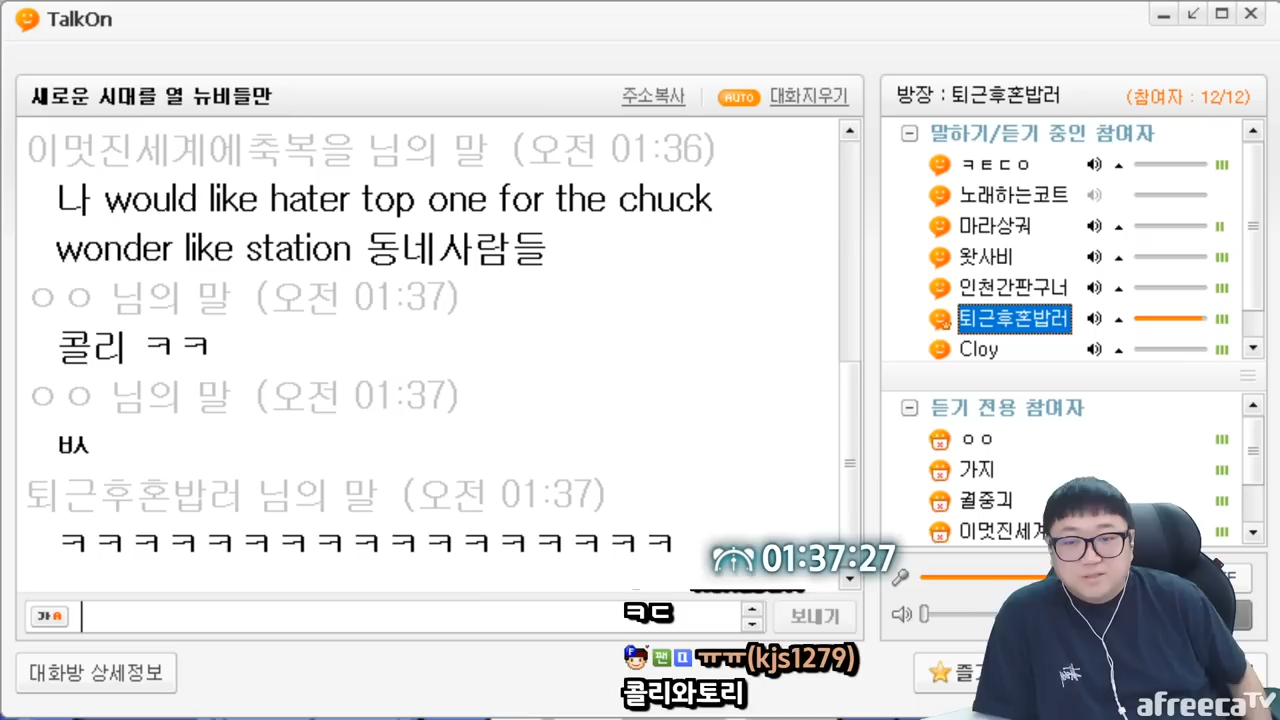 TalkOn
새로운 시대를 열 뉴비들만
주소복사
AUTO 대화지우기
이멋진세계에축복을 님의 말 (오전 01:36)
나 would like hater top one for the chuck
wonder like station 동네사람들
ㅇㅇ 님의 말 (오전 01:37)
콜리 ㅋㅋ
ㅇㅇ 님의 말 (오전 01:37)
ㅄ
퇴근후혼밥러 님의 말 (오전 01:37)
ㅋㅋㅋㅋㅋㅋㅋㅋㅋㅋㅋㅋㅋㅋㅋㅋㅋ
가
보내기
대화방 상세정보
방장 : 퇴근후혼밥러
(참여자 : 12/12)
말하기/듣기 중인 참여자
ㅋㅌㄷㅇ
노래하는코트
마라상궈
왓사비
인천간판구너
퇴근후혼밥러
Cloy
듣기 전용 참여자
ㅇㅇ
가지
궐중긔
이멋진세계
01:37:27
ㅋㄷ
F 팬 ㅠㅠ(kjs1279)
콜리와토리
afreecaTV